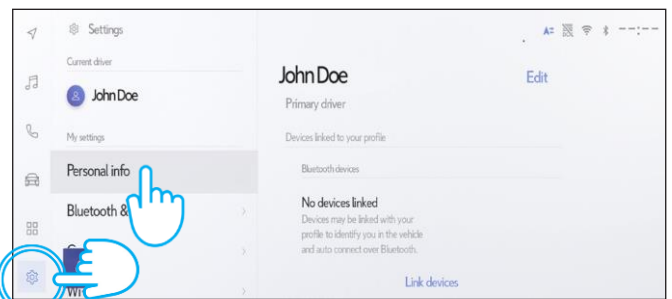 Settings
Current driver
John Doe
My settings
Personal info
Bluetooth &
John Doe
Edit
Primary driver
Devices linked to your profile
Bluetooth devices
No devices linked
Devices may be linked with your
profile to identify you in the vehicle
and auto connect over Bluetooth.
Link devices
--:--